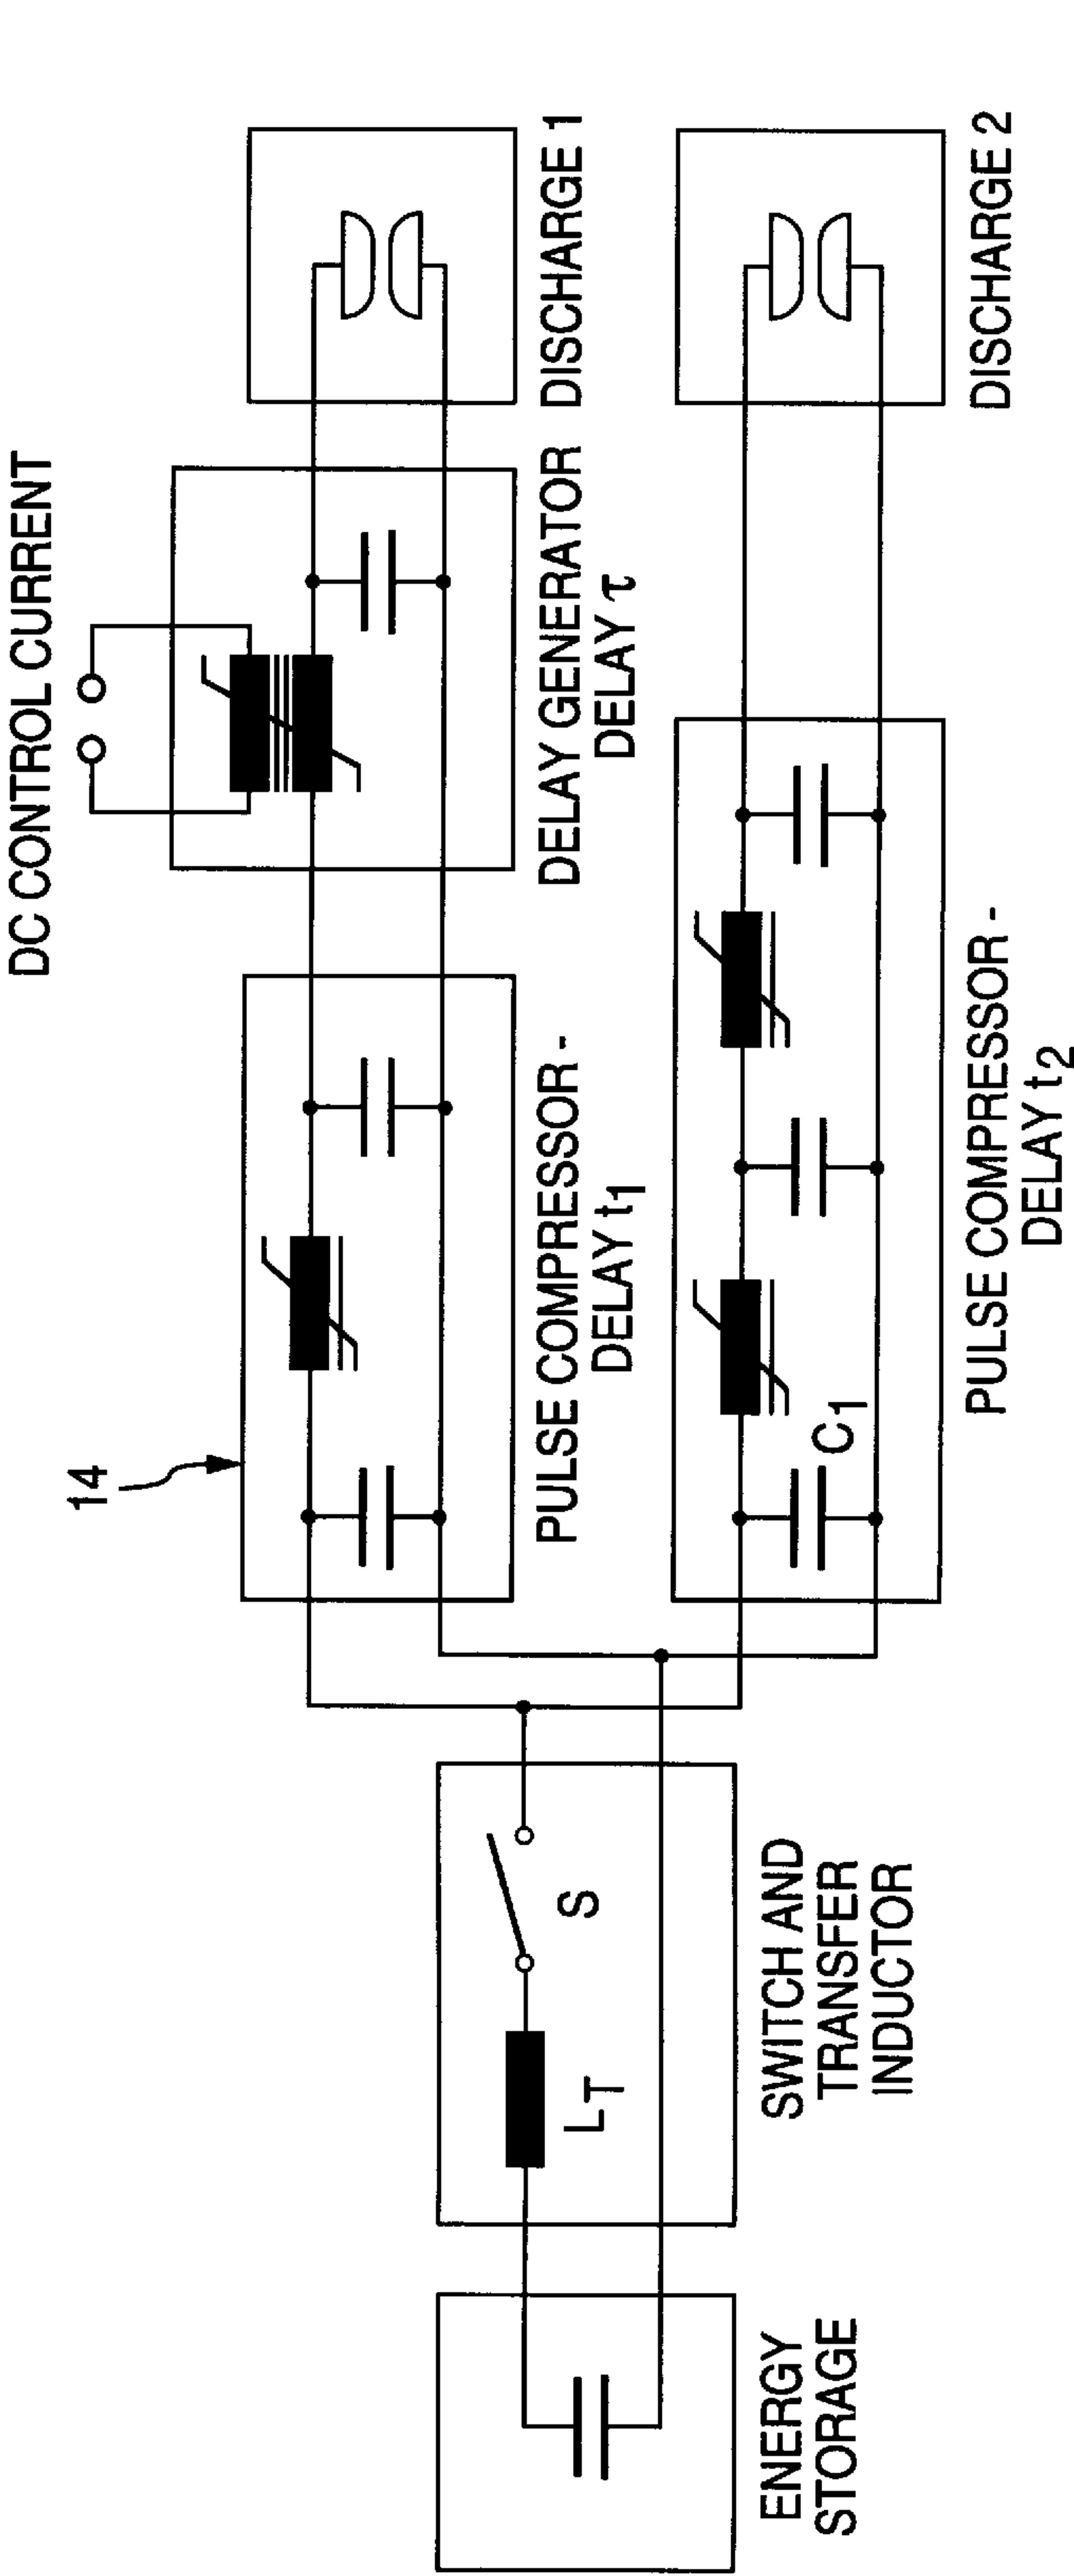 DC CONTROL CURRENT
14
PULSE COMPRESSOR -
DELAY t1
DELAY GENERATOR
DELAY τ
DISCHARGE 1
ENERGY
STORAGE
LT
S
SWITCH AND
TRANSFER
INDUCTOR
C1
PULSE COMPRESSOR -
DELAY t2
DISCHARGE 2